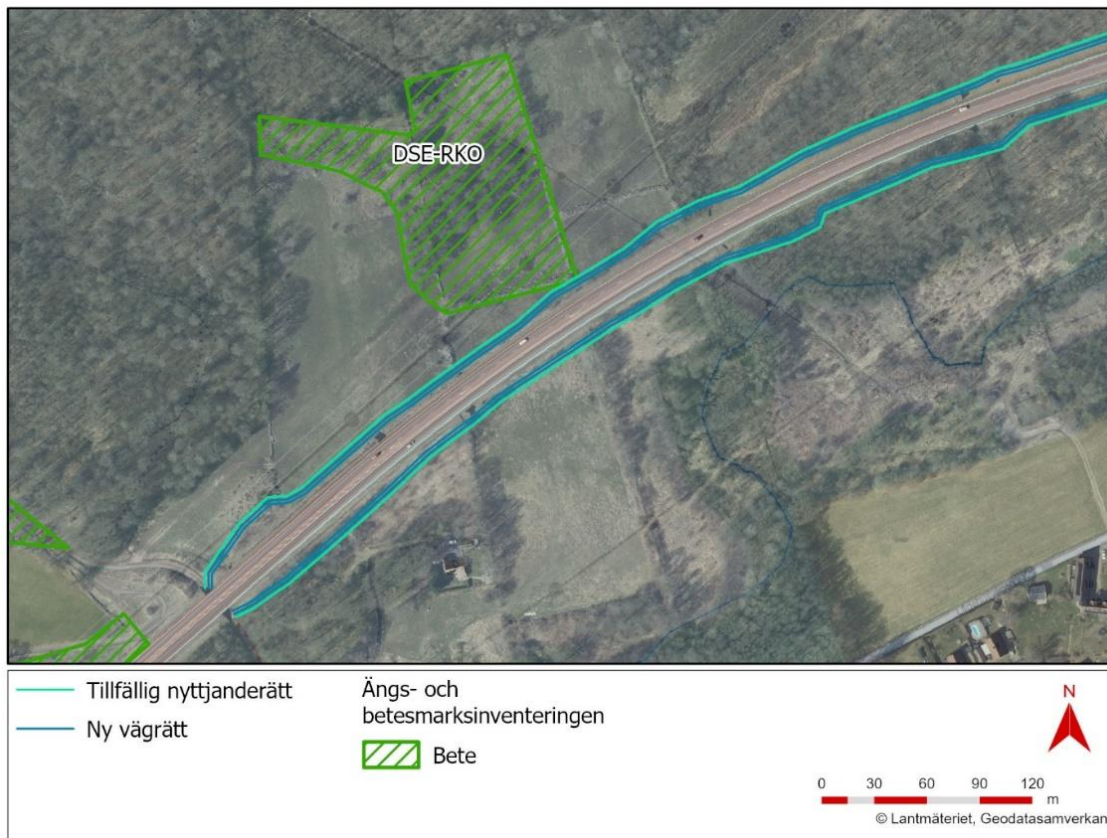 DSE-RKO
Tillfällig nyttjanderätt
Ny vägrätt
Ängs- och
betesmarksinventeringen
Bete
N
0 30 60 90 120
m
© Lantmäteriet, Geodatasamverkan